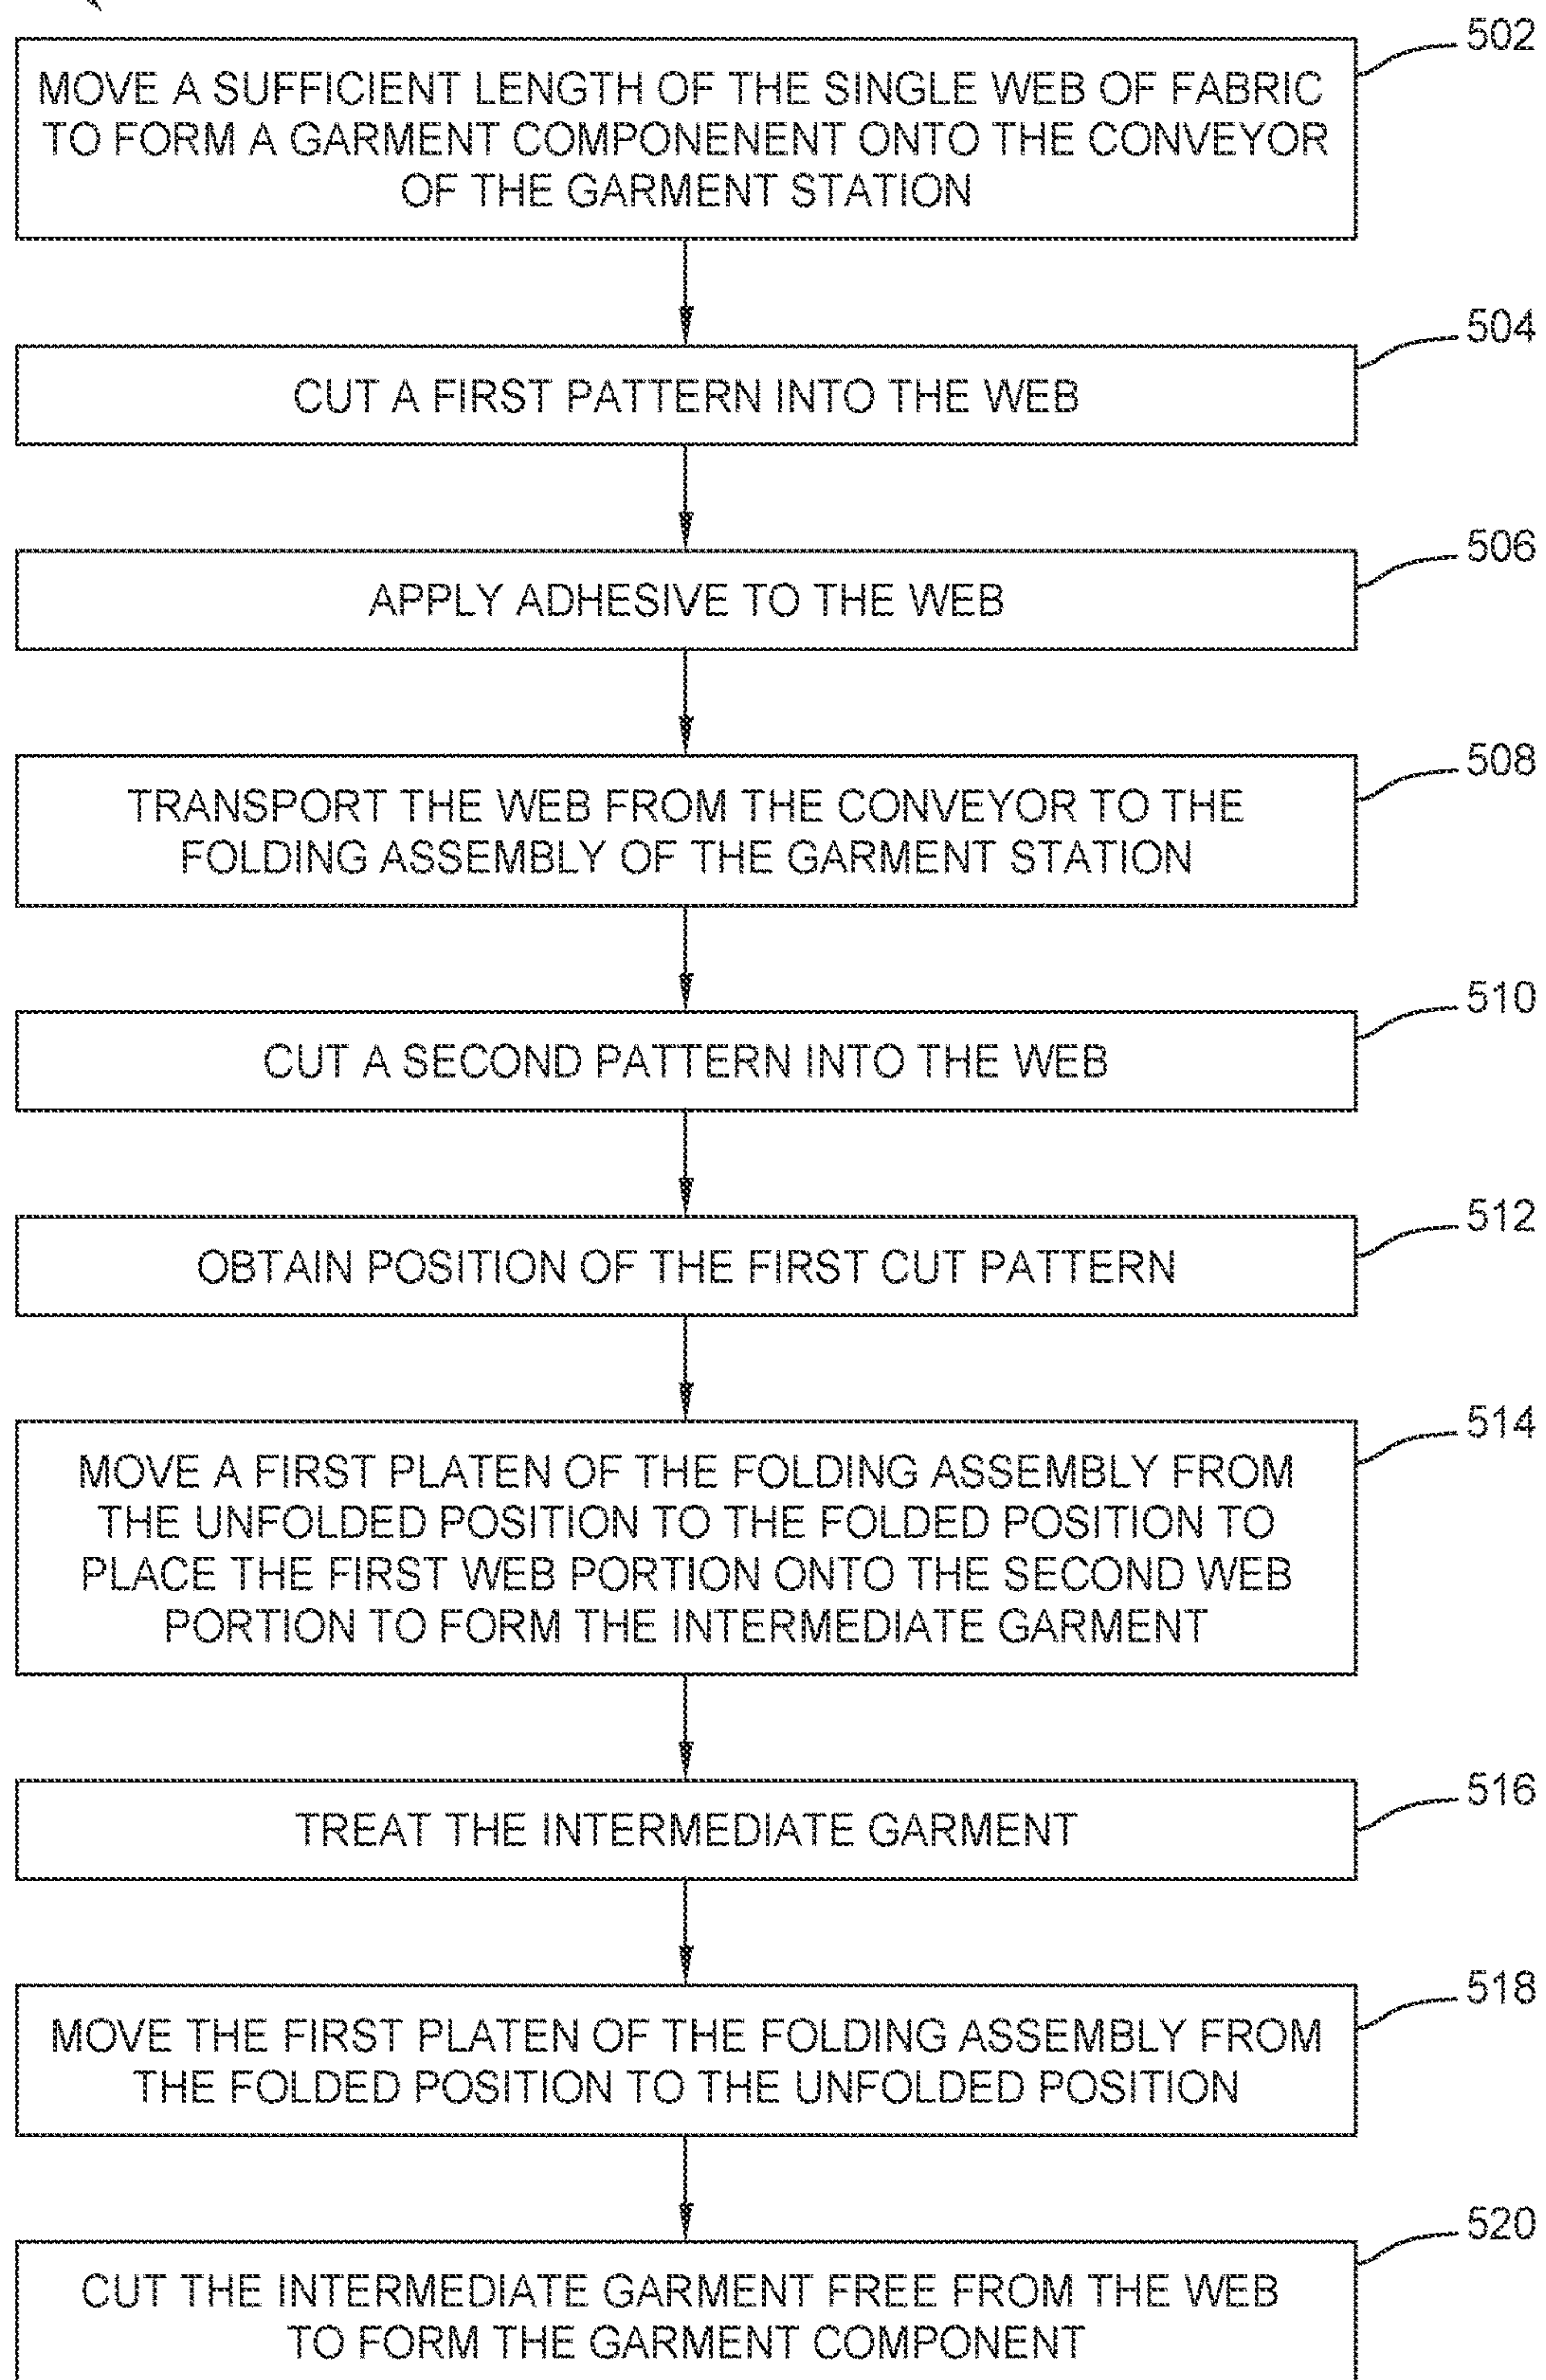 502
MOVE A SUFFICIENT LENGTH OF THE SINGLE WEB OF FABRIC
TO FORM A GARMENT COMPONENENT ONTO THE CONVEYOR
OF THE GARMENT STATION
504
CUT A FIRST PATTERN INTO THE WEB
506
APPLY ADHESIVE TO THE WEB
508
TRANSPORT THE WEB FROM THE CONVEYOR TO THE
FOLDING ASSEMBLY OF THE GARMENT STATION
510
CUT A SECOND PATTERN INTO THE WEB
512
OBTAIN POSITION OF THE FIRST CUT PATTERN
514
MOVE A FIRST PLATEN OF THE FOLDING ASSEMBLY FROM
THE UNFOLDED POSITION TO THE FOLDED POSITION TO
PLACE THE FIRST WEB PORTION ONTO THE SECOND WEB
PORTION TO FORM THE INTERMEDIATE GARMENT
516
TREAT THE INTERMEDIATE GARMENT
518
MOVE THE FIRST PLATEN OF THE FOLDING ASSEMBLY FROM
THE FOLDED POSITION TO THE UNFOLDED POSITION
520
CUT THE INTERMEDIATE GARMENT FREE FROM THE WEB
TO FORM THE GARMENT COMPONENT